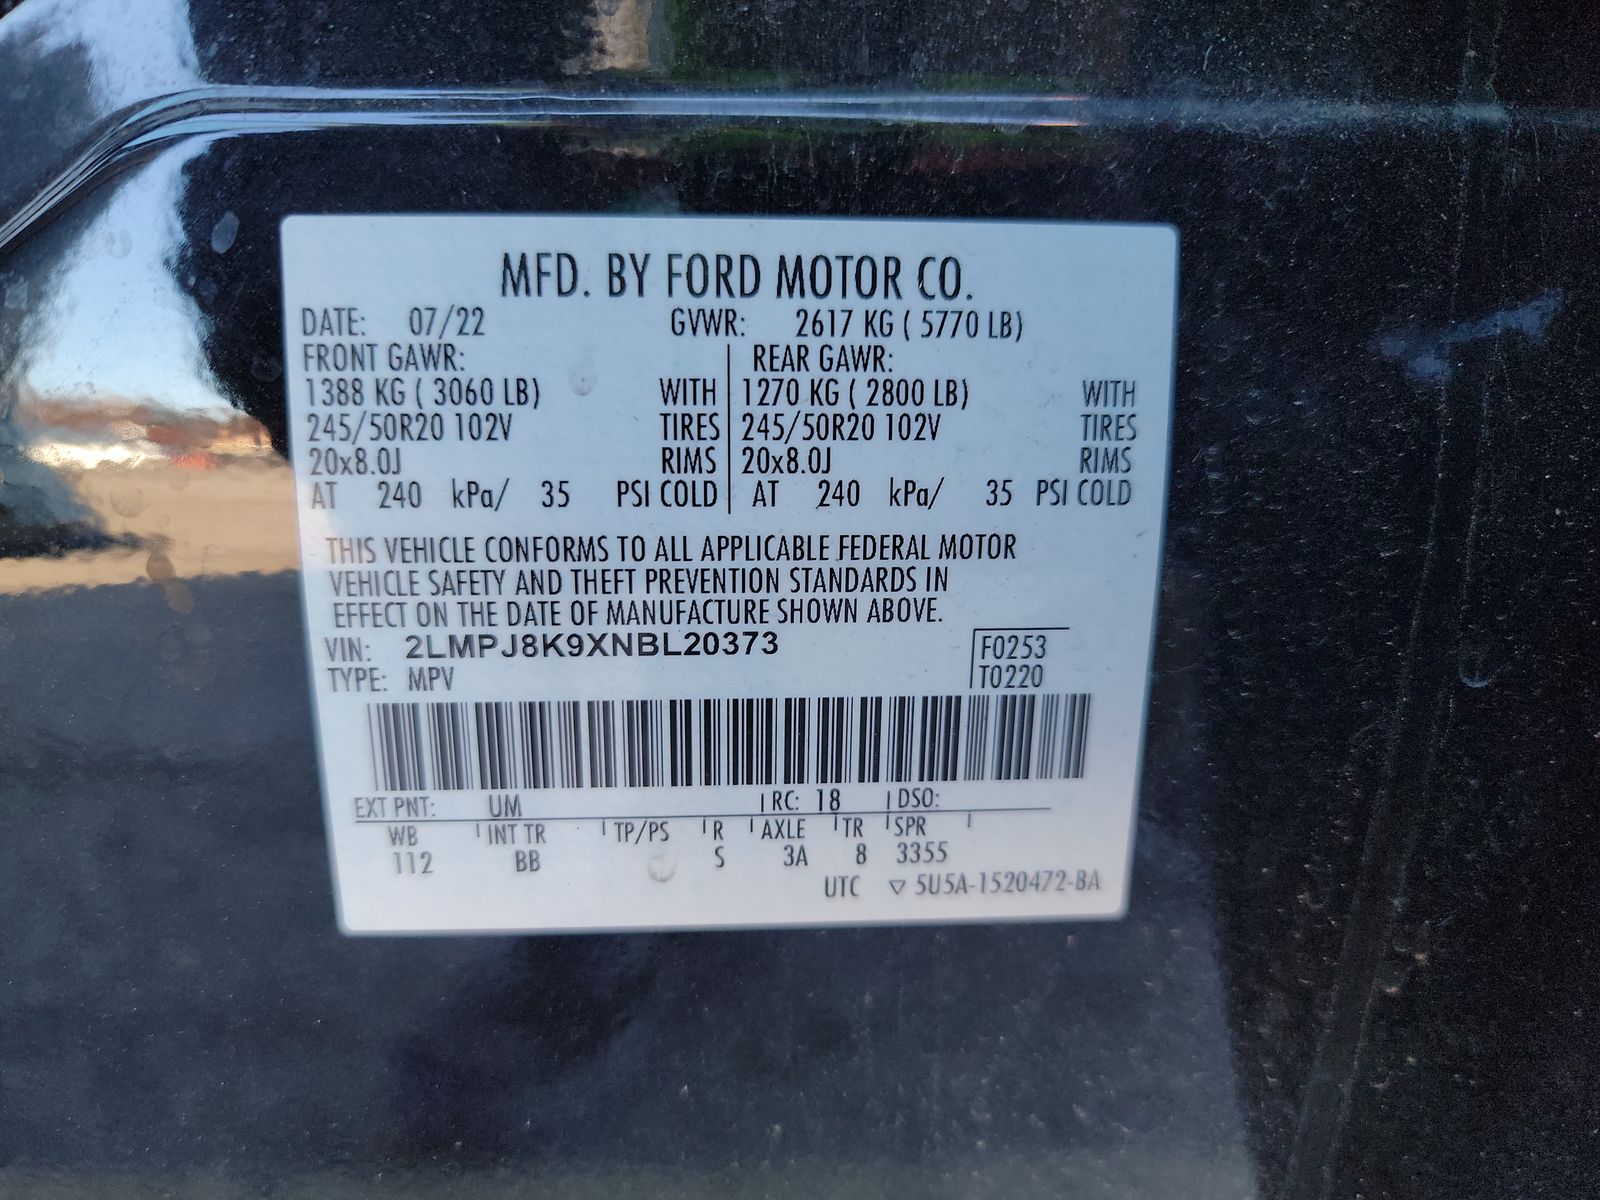 MFD. BY FORD MOTOR CO.
DATE: 07/22 GVWR: 2617 KG ( 5770 LB)
FRONT GAWR: REAR GAWR:
1388 KG ( 3060 LB) WITH 1270 KG ( 2800 LB) WITH
245/50R20 102V TIRES 245/50R20 102V TIRES
20x8.0J RIMS 20x8.0J RIMS
AT 240 kPa/ 35 PSI COLD AT 240 kPa/ 35 PSI COLD
THIS VEHICLE CONFORMS TO ALL APPLICABLE FEDERAL MOTOR
VEHICLE SAFETY AND THEFT PREVENTION STANDARDS IN
EFFECT ON THE DATE OF MANUFACTURE SHOWN ABOVE.
VIN: 2LMPJ8K9XNBL20373 F0253
TYPE: MPV T0220
EXT PNT: UM RC: 18 DSO:
WB INT TR TP/PS R AXLE TR SPR
112 BB S 3A 8 3355
UTC ▽ 5U5A-1520472-BA